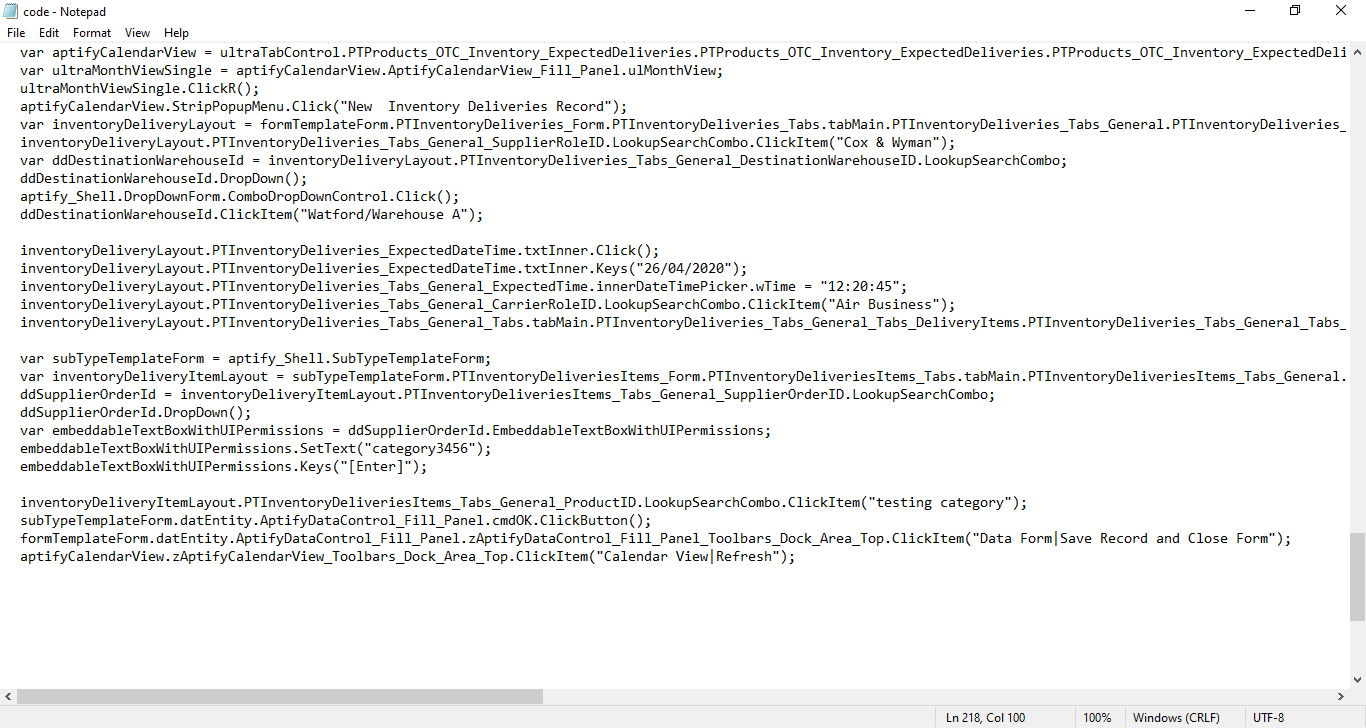 code - Notepad
File Edit Format View Help
var aptifyCalendarView = ultraTabControl.PTProducts_OTC_Inventory_ExpectedDeliveries.PTProducts_OTC_Inventory_ExpectedDeliveries.PTProducts_OTC_Inventory_ExpectedDeli
var ultraMonthViewSingle = aptifyCalendarView.AptifyCalendarView_Fill_Panel.ulMonthView;
ultraMonthViewSingle.ClickR();
aptifyCalendarView.StripPopupMenu.Click("New  Inventory Deliveries Record");
var inventoryDeliveryLayout = formTemplateForm.PTInventoryDeliveries_Form.PTInventoryDeliveries_Tabs.tabMain.PTInventoryDeliveries_Tabs_General.PTInventoryDeliveries_
inventoryDeliveryLayout.PTInventoryDeliveries_Tabs_General_SupplierRoleID.LookupSearchCombo.ClickItem("Cox & Wyman");
var ddDestinationWarehouseId = inventoryDeliveryLayout.PTInventoryDeliveries_Tabs_General_DestinationWarehouseID.LookupSearchCombo;
ddDestinationWarehouseId.DropDown();
aptify_Shell.DropDownForm.ComboDropDownControl.Click();
ddDestinationWarehouseId.ClickItem("Watford/Warehouse A");
inventoryDeliveryLayout.PTInventoryDeliveries_ExpectedDateTime.txtInner.Click();
inventoryDeliveryLayout.PTInventoryDeliveries_ExpectedDateTime.txtInner.Keys("26/04/2020");
inventoryDeliveryLayout.PTInventoryDeliveries_Tabs_General_ExpectedTime.innerDateTimePicker.wTime = "12:20:45";
inventoryDeliveryLayout.PTInventoryDeliveries_Tabs_General_CarrierRoleID.LookupSearchCombo.ClickItem("Air Business");
inventoryDeliveryLayout.PTInventoryDeliveries_Tabs_General_Tabs.tabMain.PTInventoryDeliveries_Tabs_General_Tabs_DeliveryItems.PTInventoryDeliveries_Tabs_General_Tabs_
var subTypeTemplateForm = aptify_Shell.SubTypeTemplateForm;
var inventoryDeliveryItemLayout = subTypeTemplateForm.PTInventoryDeliveriesItems_Form.PTInventoryDeliveriesItems_Tabs.tabMain.PTInventoryDeliveriesItems_Tabs_General.
ddSupplierOrderId = inventoryDeliveryItemLayout.PTInventoryDeliveriesItems_Tabs_General_SupplierOrderID.LookupSearchCombo;
ddSupplierOrderId.DropDown();
var embeddableTextBoxWithUIPermissions = ddSupplierOrderId.EmbeddableTextBoxWithUIPermissions;
embeddableTextBoxWithUIPermissions.SetText("category3456");
embeddableTextBoxWithUIPermissions.Keys("[Enter]");
inventoryDeliveryItemLayout.PTInventoryDeliveriesItems_Tabs_General_ProductID.LookupSearchCombo.ClickItem("testing category");
subTypeTemplateForm.datEntity.AptifyDataControl_Fill_Panel.cmdOK.ClickButton();
formTemplateForm.datEntity.AptifyDataControl_Fill_Panel.zAptifyDataControl_Fill_Panel_Toolbars_Dock_Area_Top.ClickItem("Data Form|Save Record and Close Form");
aptifyCalendarView.zAptifyCalendarView_Toolbars_Dock_Area_Top.ClickItem("Calendar View|Refresh");
Ln 218, Col 100 100% Windows (CRLF) UTF-8